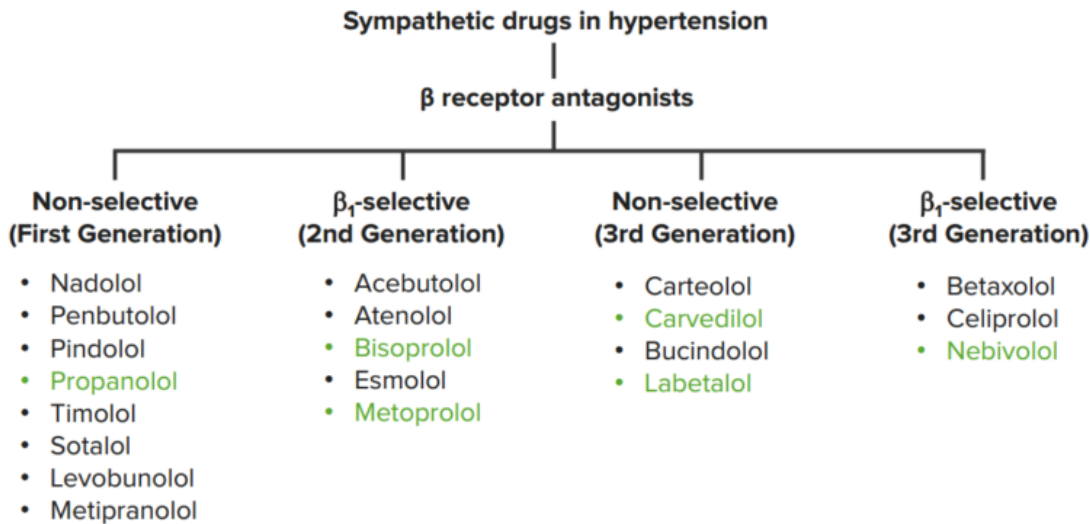 Sympathetic drugs in hypertension
β receptor antagonists
Non-selective
(First Generation)
• Nadolol
• Penbutolol
• Pindolol
• Propanolol
• Timolol
• Sotalol
• Levobunolol
• Metipranolol
β₁-selective
(2nd Generation)
• Acebutolol
• Atenolol
• Bisoprolol
• Esmolol
• Metoprolol
Non-selective
(3rd Generation)
• Carteolol
• Carvedilol
• Bucindolol
• Labetalol
β₁-selective
(3rd Generation)
• Betaxolol
• Celiprolol
• Nebivolol